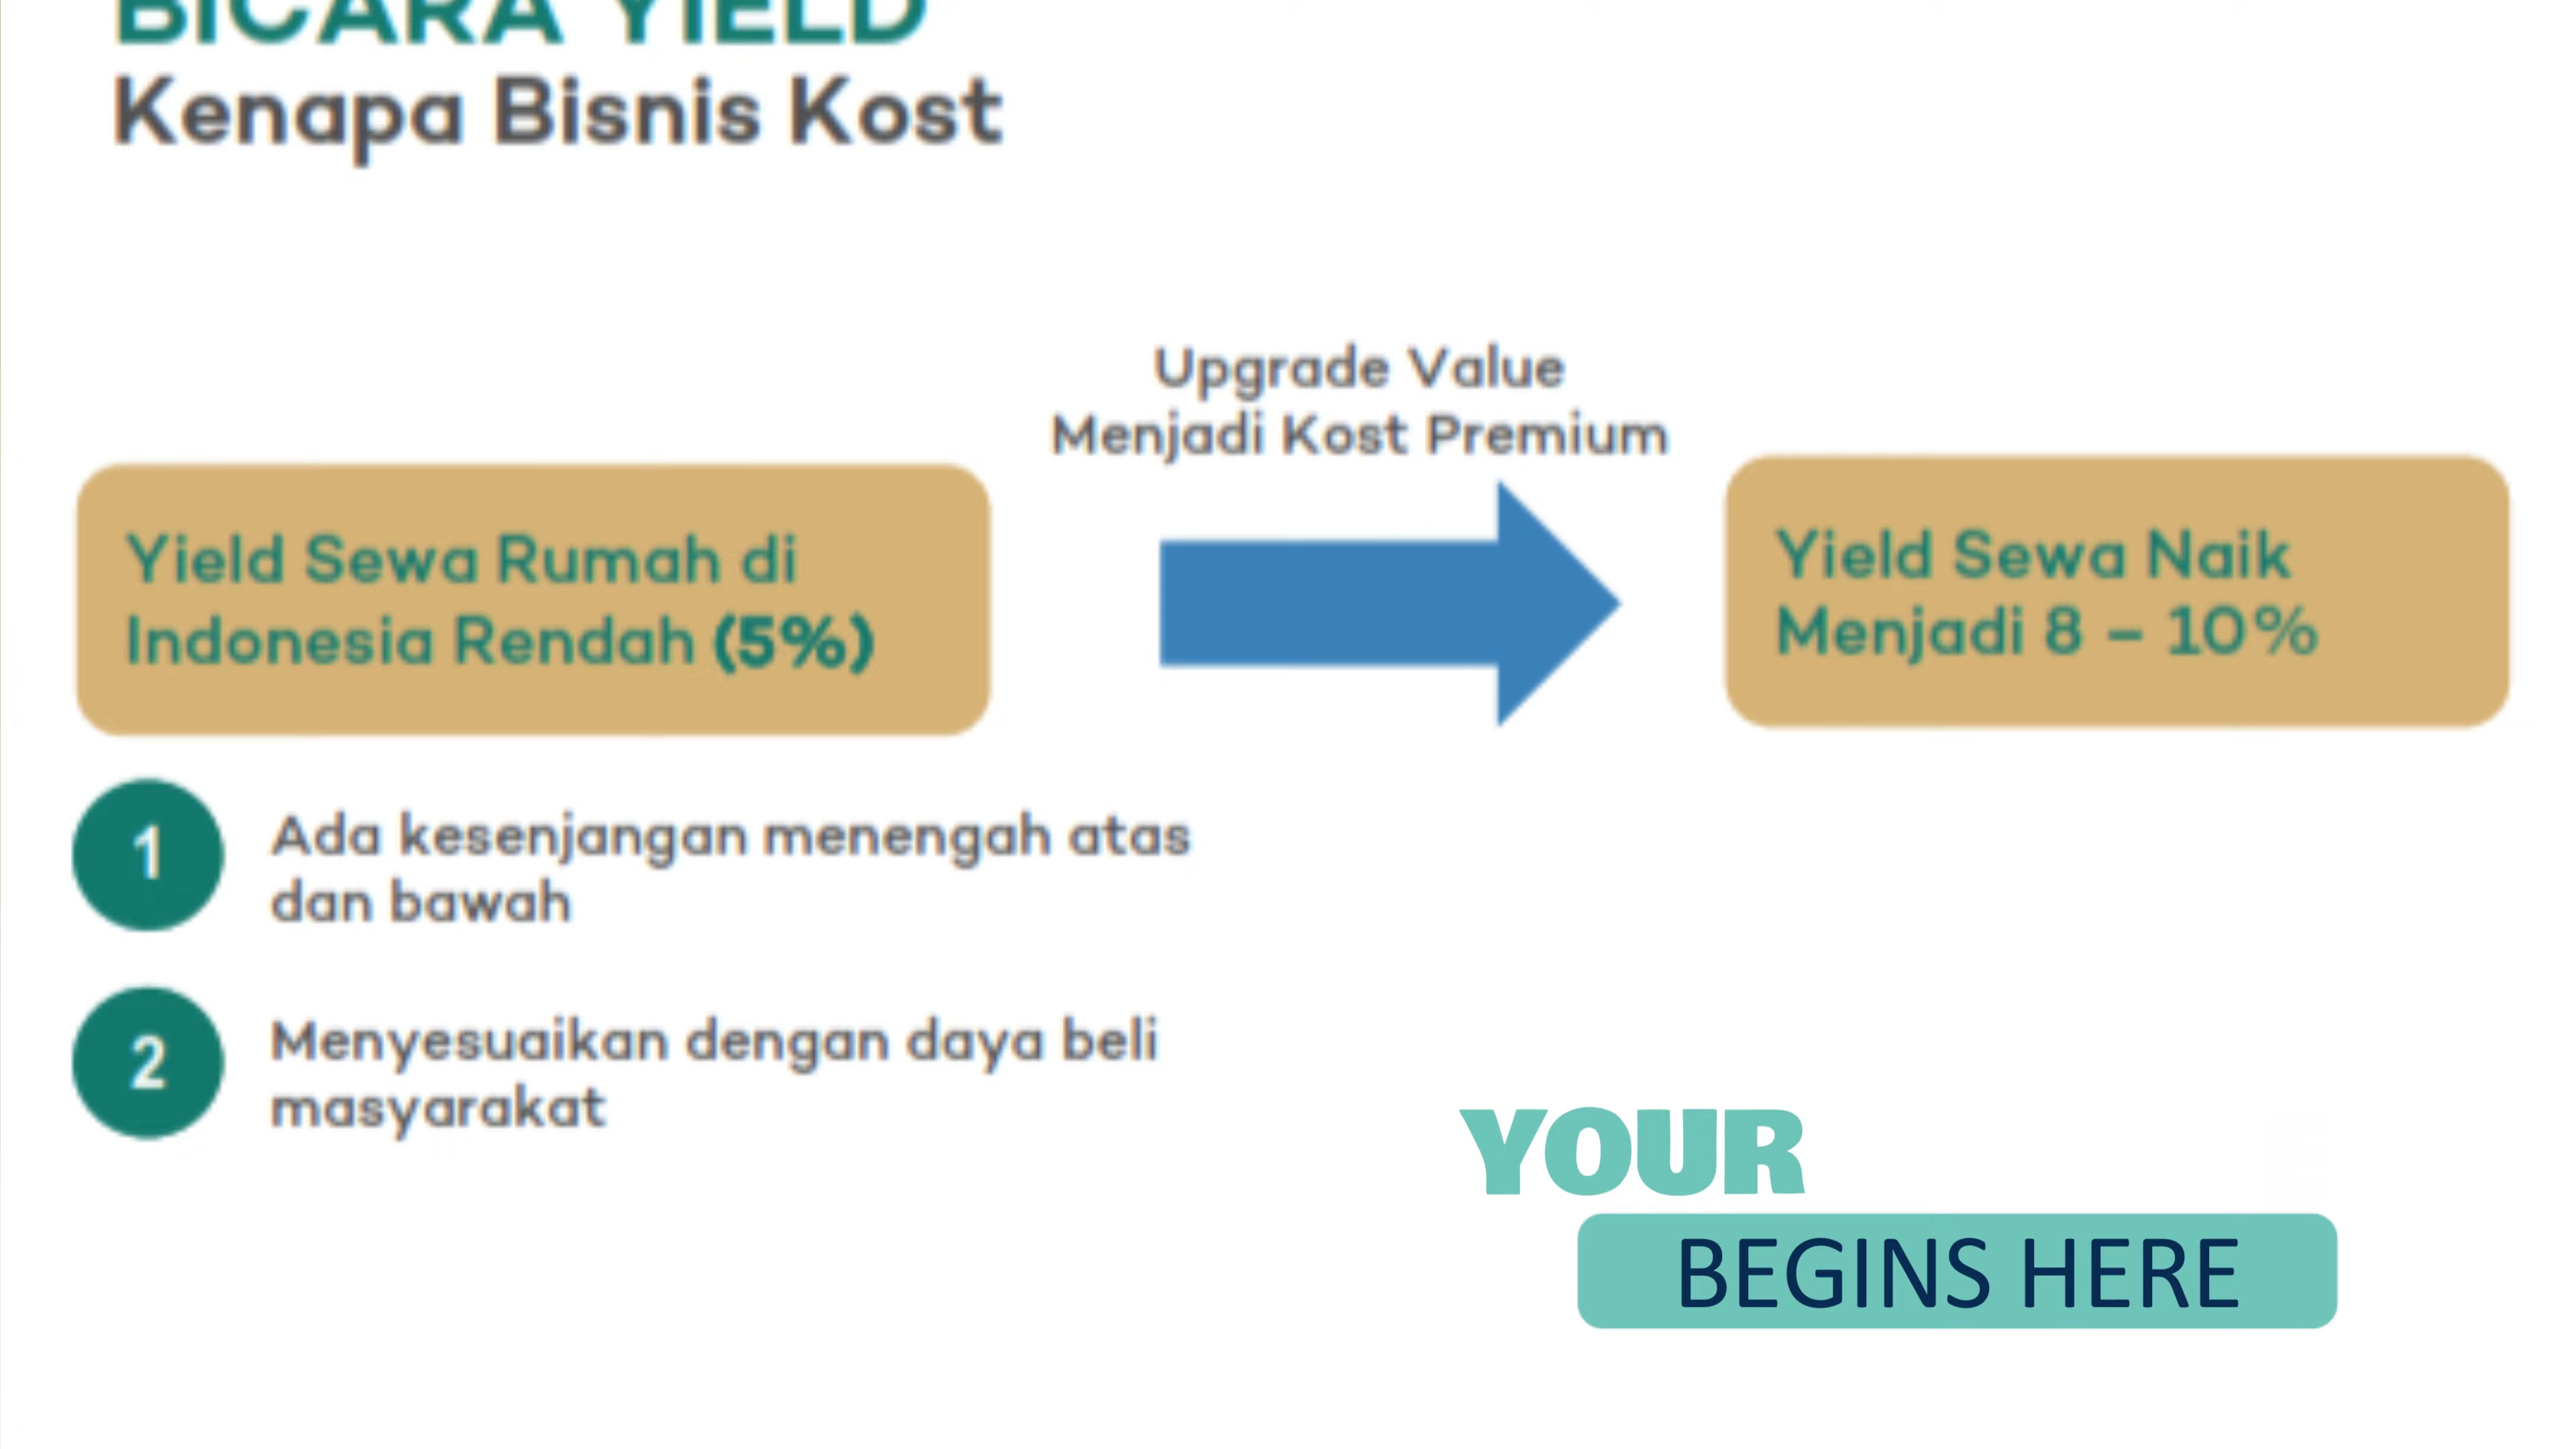 BICARA YIELD
Kenapa Bisnis Kost
Upgrade Value
Menjadi Kost Premium
Yield Sewa Rumah di
Indonesia Rendah (5%)
Yield Sewa Naik
Menjadi 8 – 10%
1
Ada kesenjangan menengah atas
dan bawah
2
Menyesuaikan dengan daya beli
masyarakat
YOUR
BEGINS HERE